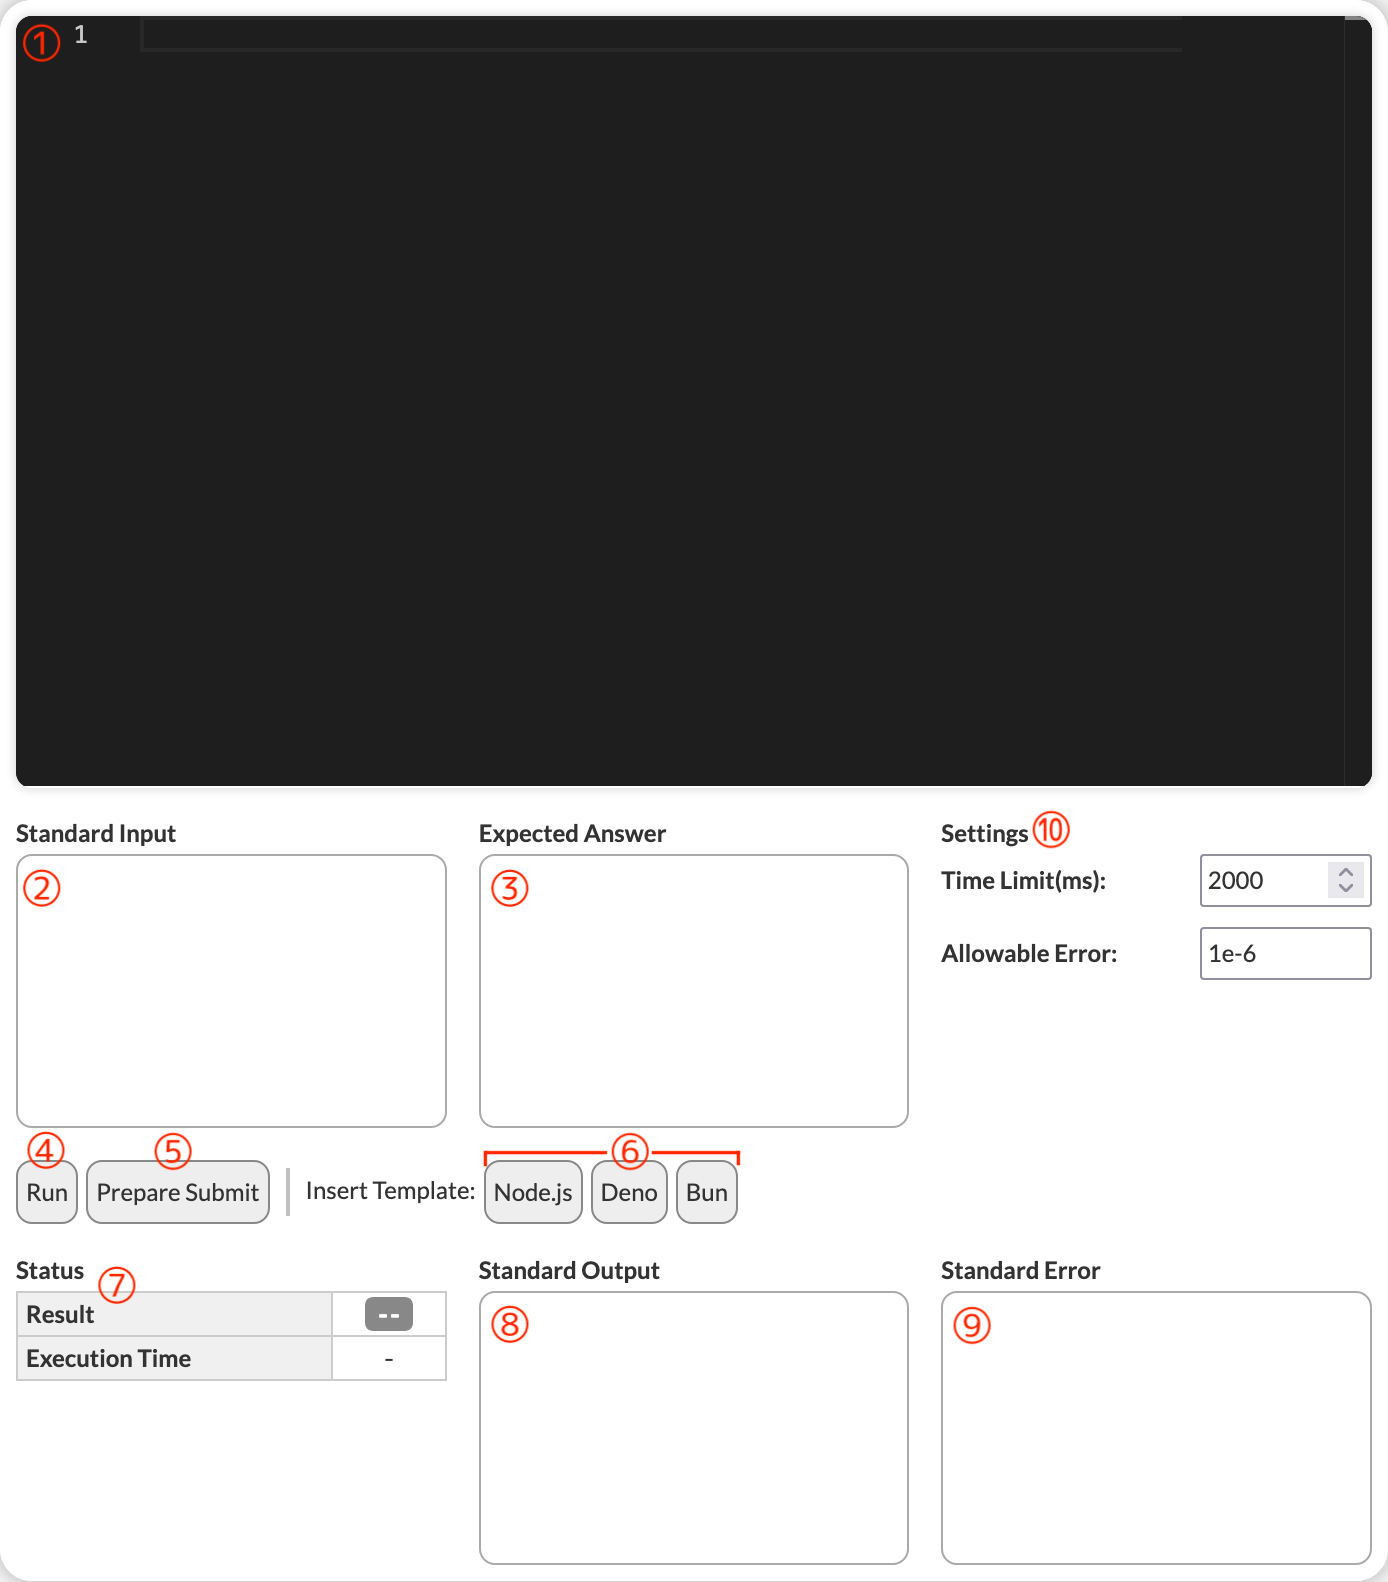 ① 1
Standard Input
Expected Answer
Settings ⑩
②
③
Time Limit(ms): 2000
Allowable Error: 1e-6
④ ⑤ ⑥
Run Prepare Submit Insert Template: Node.js Deno Bun
Status ⑦
Standard Output
Standard Error
Result --
⑧
⑨
Execution Time -